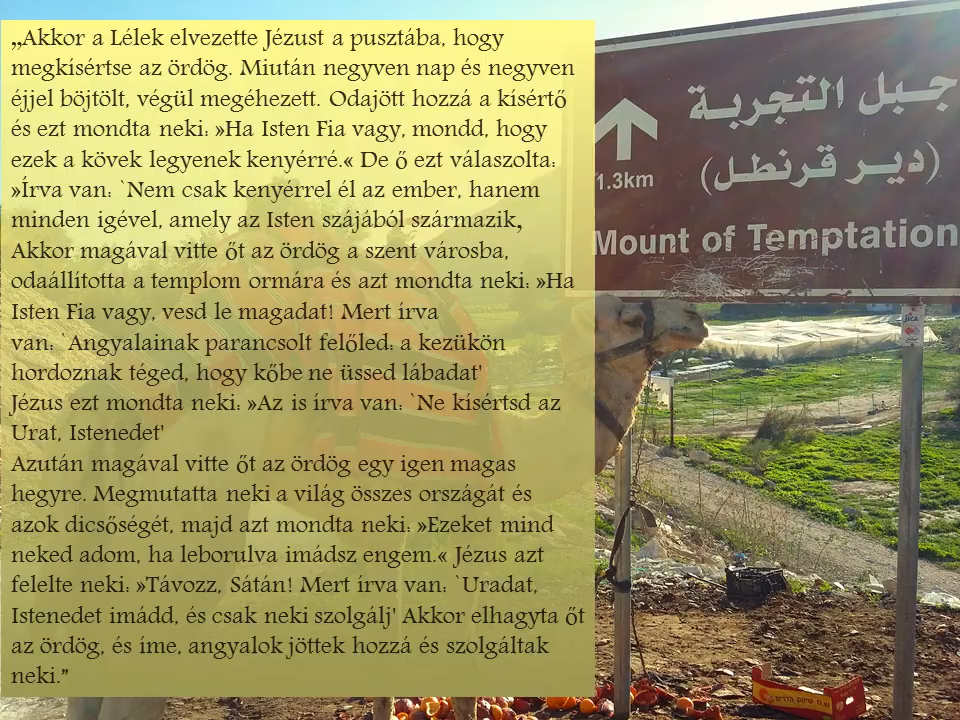 „Akkor a Lélek elvezette Jézust a pusztába, hogy
megkísértse az ördög. Miután negyven nap és negyven
éjjel böjtölt, végül megéhezett. Odajött hozzá a kísértő
és ezt mondta neki: »Ha Isten Fia vagy, mondd, hogy
ezek a kövek legyenek kenyérré.« De ő ezt válaszolta:
»Írva van: `Nem csak kenyérrel él az ember, hanem
minden igével, amely az Isten szájából származik,
Akkor magával vitte őt az ördög a szent városba,
odaállította a templom ormára és azt mondta neki: »Ha
Isten Fia vagy, vesd le magadat! Mert írva
van: `Angyalainak parancsolt felőled: a kezükön
hordoznak téged, hogy kőbe ne üssed lábadat'
Jézus ezt mondta neki: »Az is írva van: `Ne kísértsd az
Urat, Istenedet'
Azután magával vitte őt az ördög egy igen magas
hegyre. Megmutatta neki a világ összes országát és
azok dicsőségét, majd azt mondta neki: »Ezeket mind
neked adom, ha leborulva imádsz engem.« Jézus azt
felelte neki: »Távozz, Sátán! Mert írva van: `Uradat,
Istenedet imádd, és csak neki szolgálj' Akkor elhagyta őt
az ördög, és íme, angyalok jöttek hozzá és szolgáltak
neki.”
جبل التجربة
(دير قرنطل)
1.3km
Mount of Temptation
jica